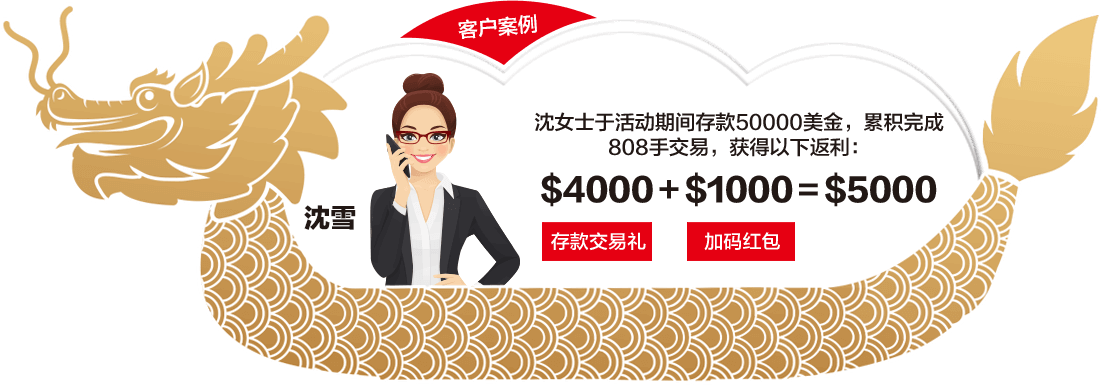 客户案例
沈女士于活动期间存款50000美金，累积完成
808手交易，获得以下返利：
$4000+$1000=$5000
沈雪
存款交易礼
加码红包